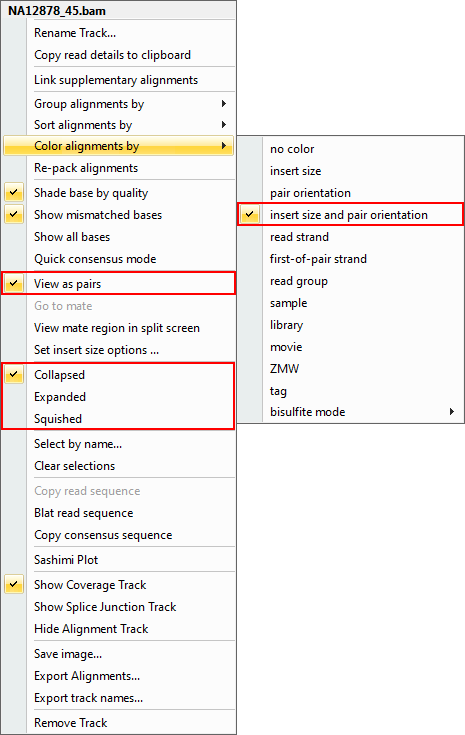 NA12878_45.bam
Rename Track...
Copy read details to clipboard
Link supplementary alignments
Group alignments by
Sort alignments by
Color alignments by
Re-pack alignments
Shade base by quality
Show mismatched bases
Show all bases
Quick consensus mode
View as pairs
Go to mate
View mate region in split screen
Set insert size options ...
Collapsed
Expanded
Squished
Select by name...
Clear selections
Copy read sequence
Blat read sequence
Copy consensus sequence
Sashimi Plot
Show Coverage Track
Show Splice Junction Track
Hide Alignment Track
Save image...
Export Alignments...
Export track names...
Remove Track
no color
insert size
pair orientation
insert size and pair orientation
read strand
first-of-pair strand
read group
sample
library
movie
ZMW
tag
bisulfite mode